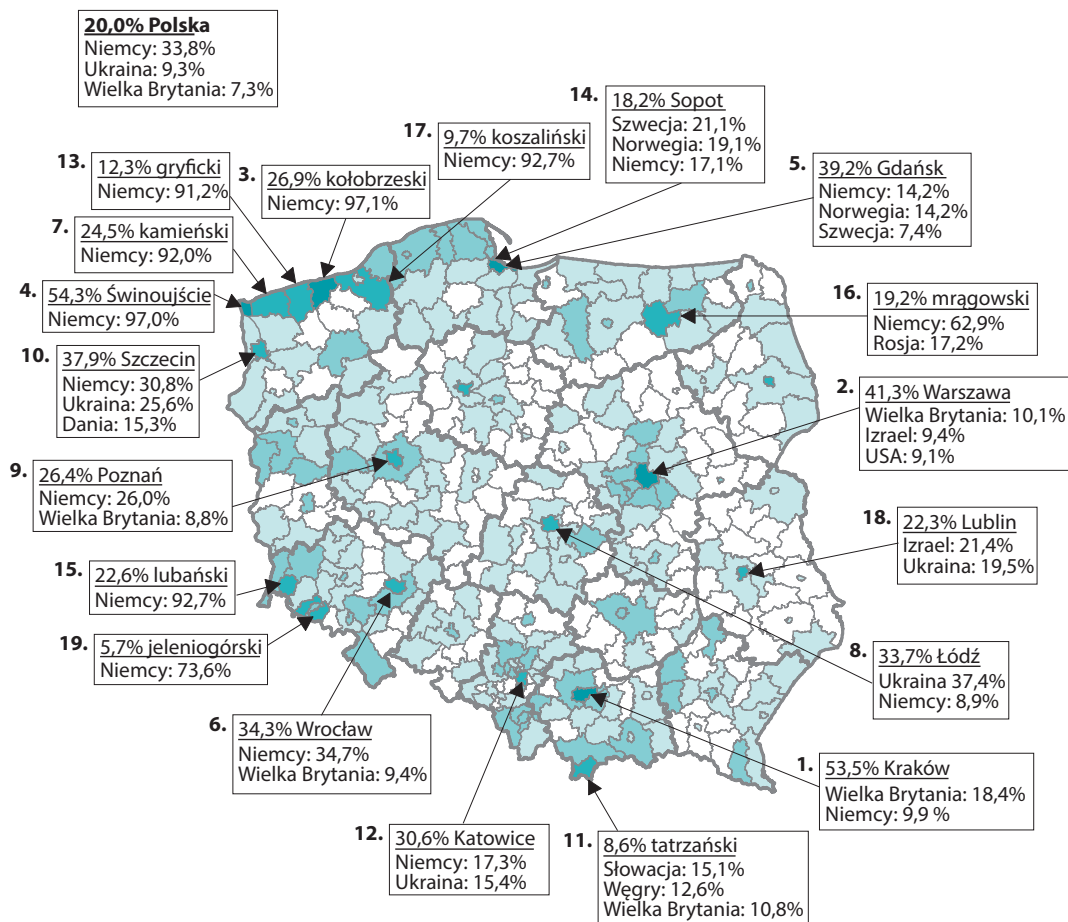 20,0% Polska
Niemcy: 33,8%
Ukraina: 9,3%
Wielka Brytania: 7,3%
14. 18,2% Sopot
Szwecja: 21,1%
Norwegia: 19,1%
Niemcy: 17,1%
17. 9,7% koszaliński
Niemcy: 92,7%
13. 12,3% gryficki
Niemcy: 91,2%
3. 26,9% kołobrzeski
Niemcy: 97,1%
5. 39,2% Gdańsk
Niemcy: 14,2%
Norwegia: 14,2%
Szwecja: 7,4%
7. 24,5% kamieński
Niemcy: 92,0%
4. 54,3% Świnoujście
Niemcy: 97,0%
16. 19,2% mrągowski
Niemcy: 62,9%
Rosja: 17,2%
10. 37,9% Szczecin
Niemcy: 30,8%
Ukraina: 25,6%
Dania: 15,3%
2. 41,3% Warszawa
Wielka Brytania: 10,1%
Izrael: 9,4%
USA: 9,1%
9. 26,4% Poznań
Niemcy: 26,0%
Wielka Brytania: 8,8%
18. 22,3% Lublin
Izrael: 21,4%
Ukraina: 19,5%
15. 22,6% lubański
Niemcy: 92,7%
19. 5,7% jeleniogórski
Niemcy: 73,6%
8. 33,7% Łódź
Ukraina 37,4%
Niemcy: 8,9%
6. 34,3% Wrocław
Niemcy: 34,7%
Wielka Brytania: 9,4%
1. 53,5% Kraków
Wielka Brytania: 18,4%
Niemcy: 9,9 %
12. 30,6% Katowice
Niemcy: 17,3%
Ukraina: 15,4%
11. 8,6% tatrzański
Słowacja: 15,1%
Węgry: 12,6%
Wielka Brytania: 10,8%